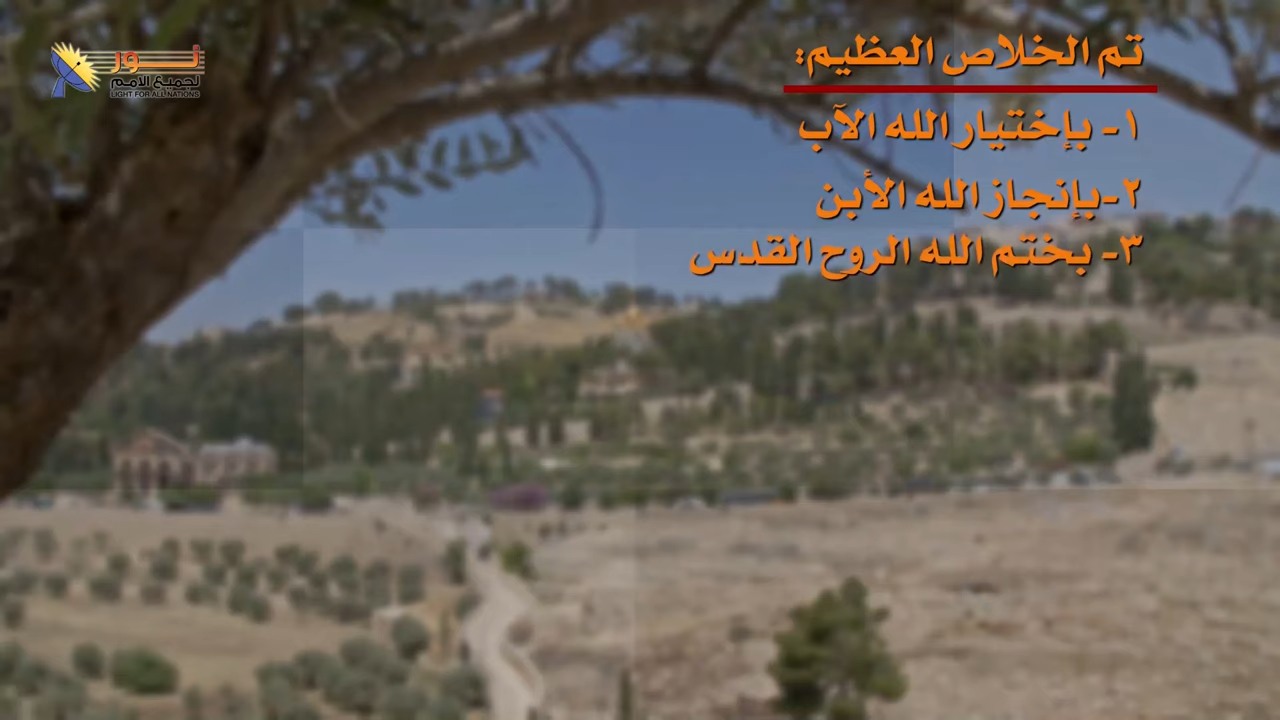 تم الخلاص العظيم:
١- بإختيار الله الآب
٢-بإنجاز الله الأبن
٣- بختم الله الروح القدس
نور
لجميع الأمم
LIGHT FOR ALL NATIONS